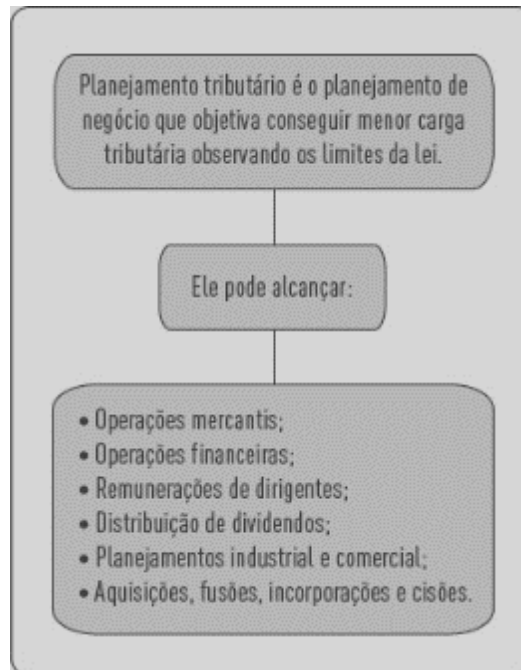 Planejamento tributário é o planejamento de
negócio que objetiva conseguir menor carga
tributária observando os limites da lei.
Ele pode alcançar:
• Operações mercantis;
• Operações financeiras;
• Remunerações de dirigentes;
• Distribuição de dividendos;
• Planejamentos industrial e comercial;
• Aquisições, fusões, incorporações e cisões.